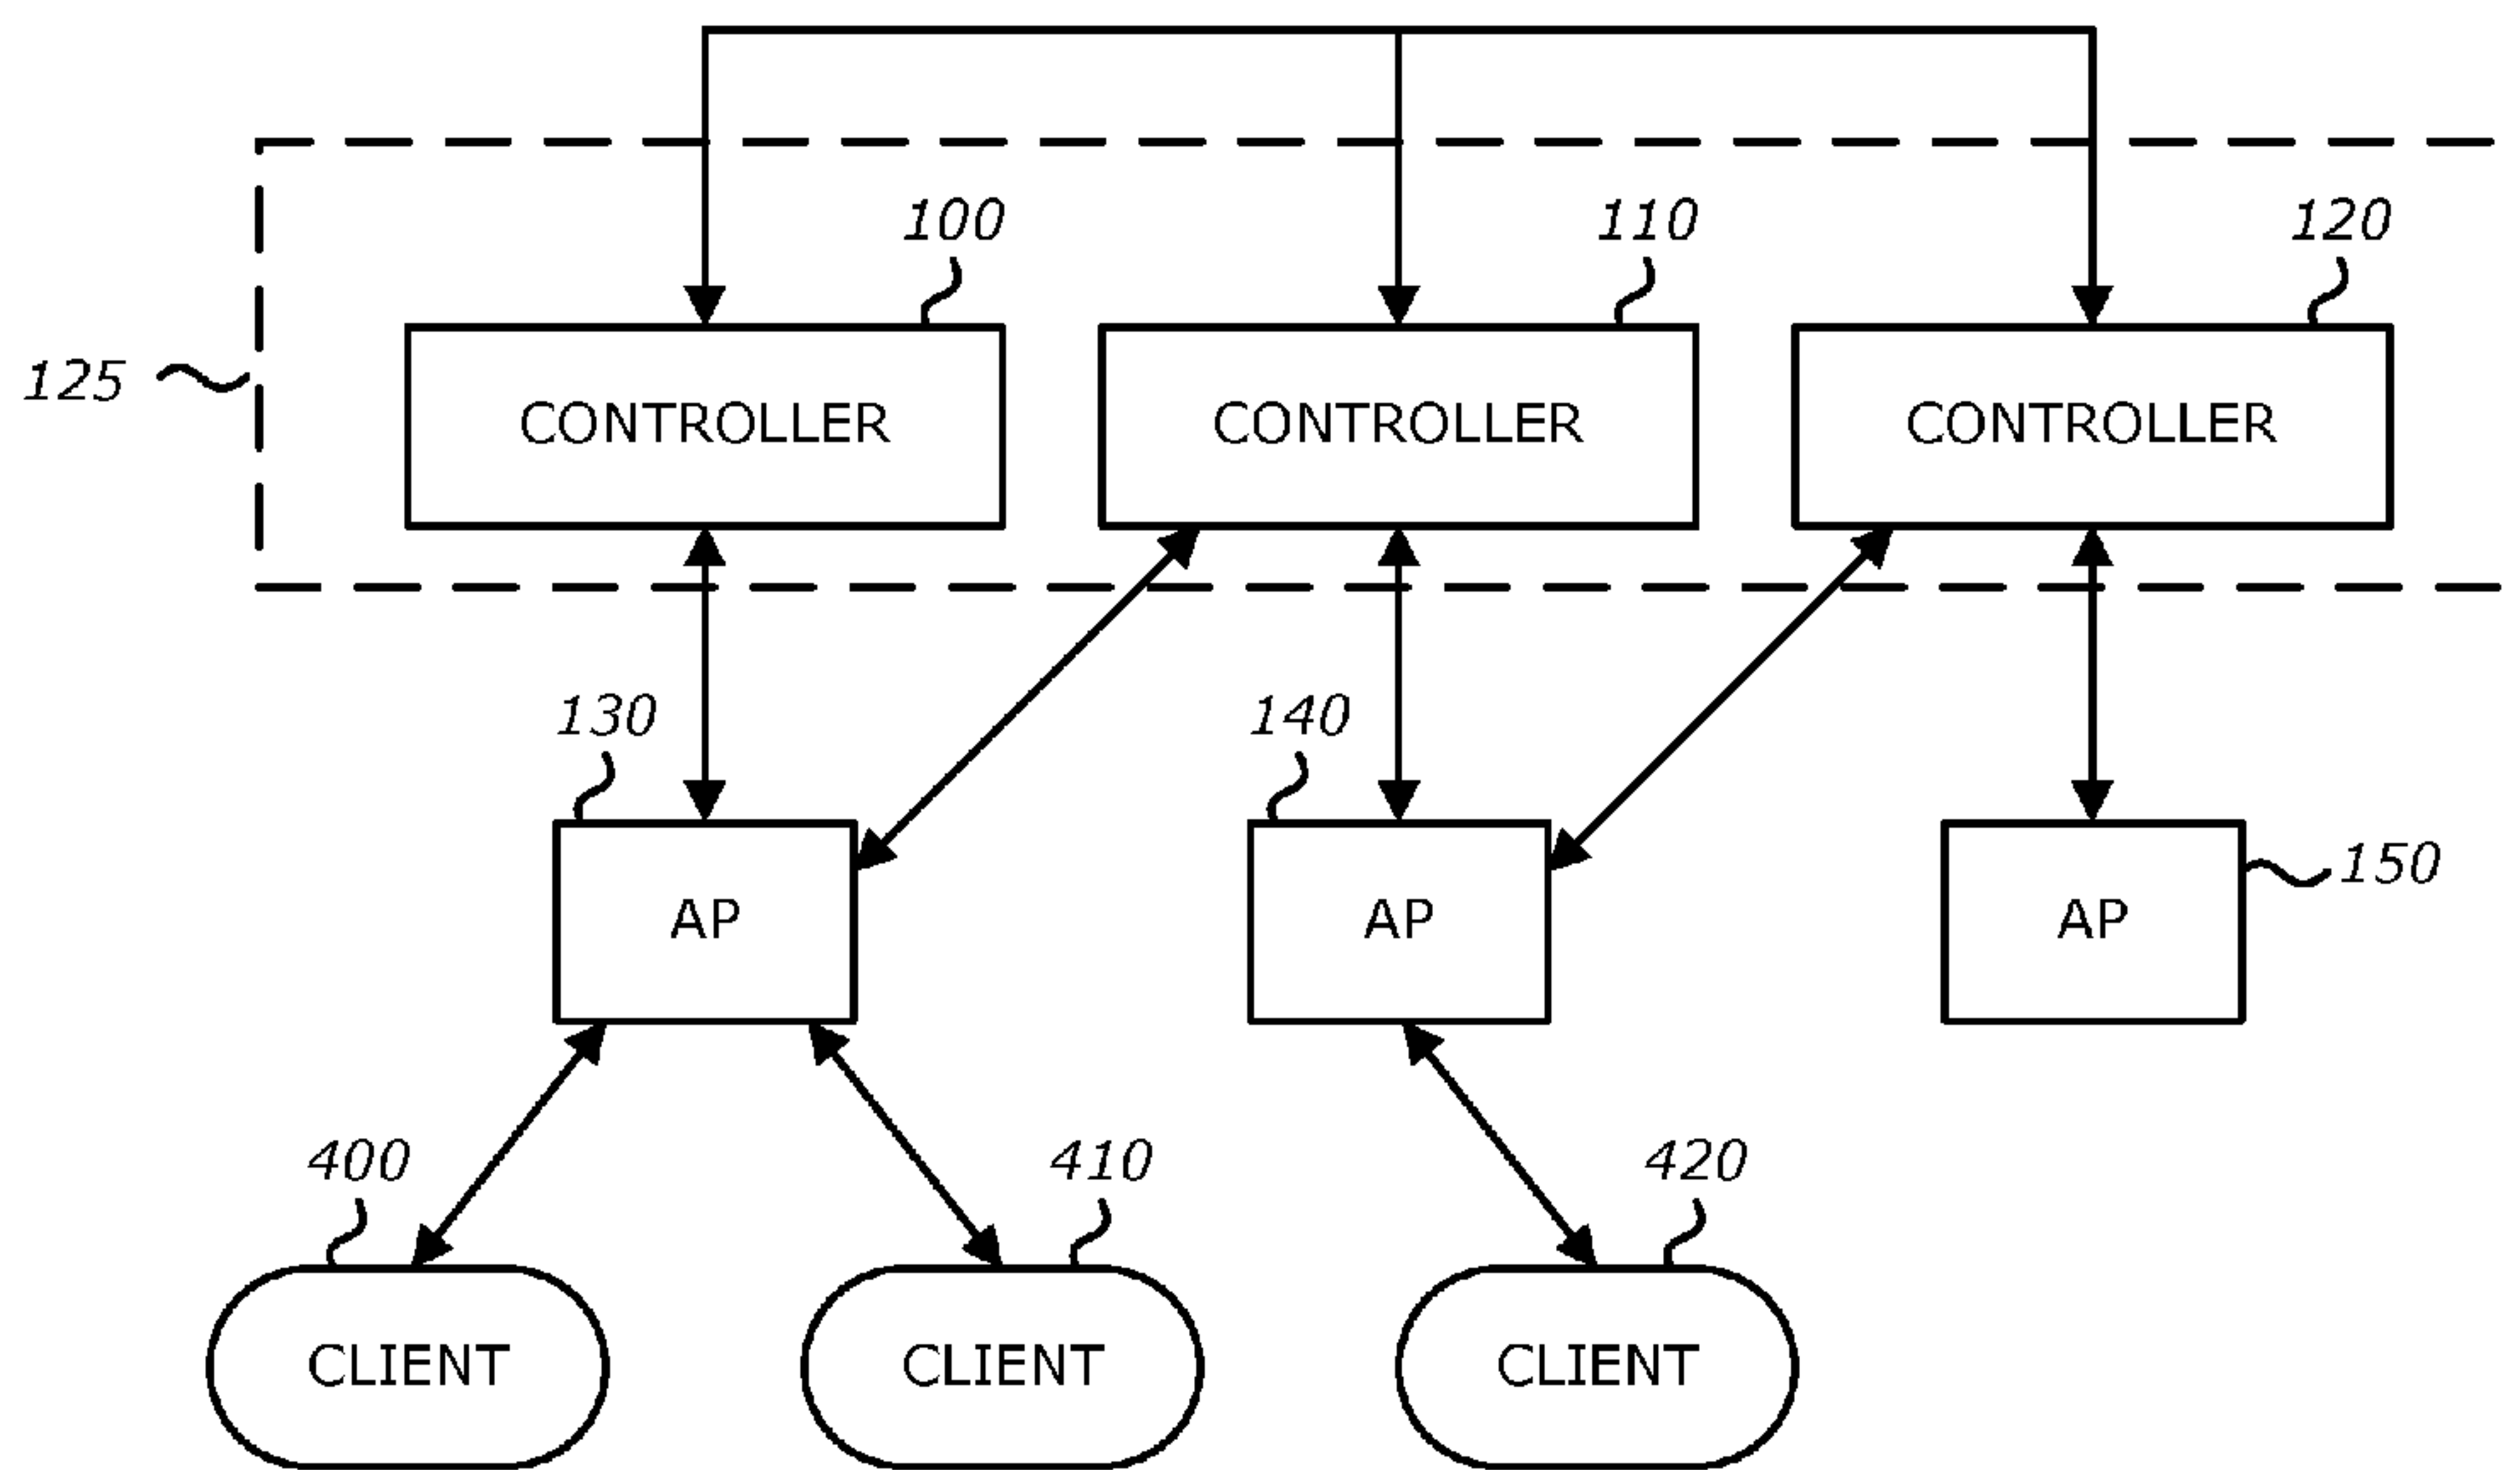 100 110 120
125
CONTROLLER CONTROLLER CONTROLLER
130 140
150
AP AP AP
400 410 420
CLIENT CLIENT CLIENT